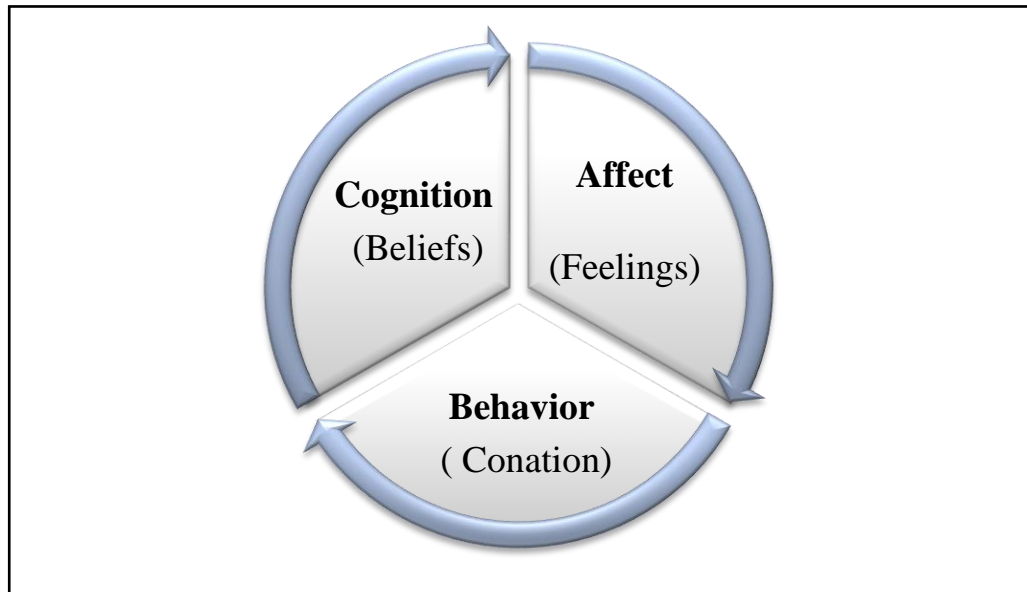 Cognition
(Beliefs)
Affect
(Feelings)
Behavior
( Conation)